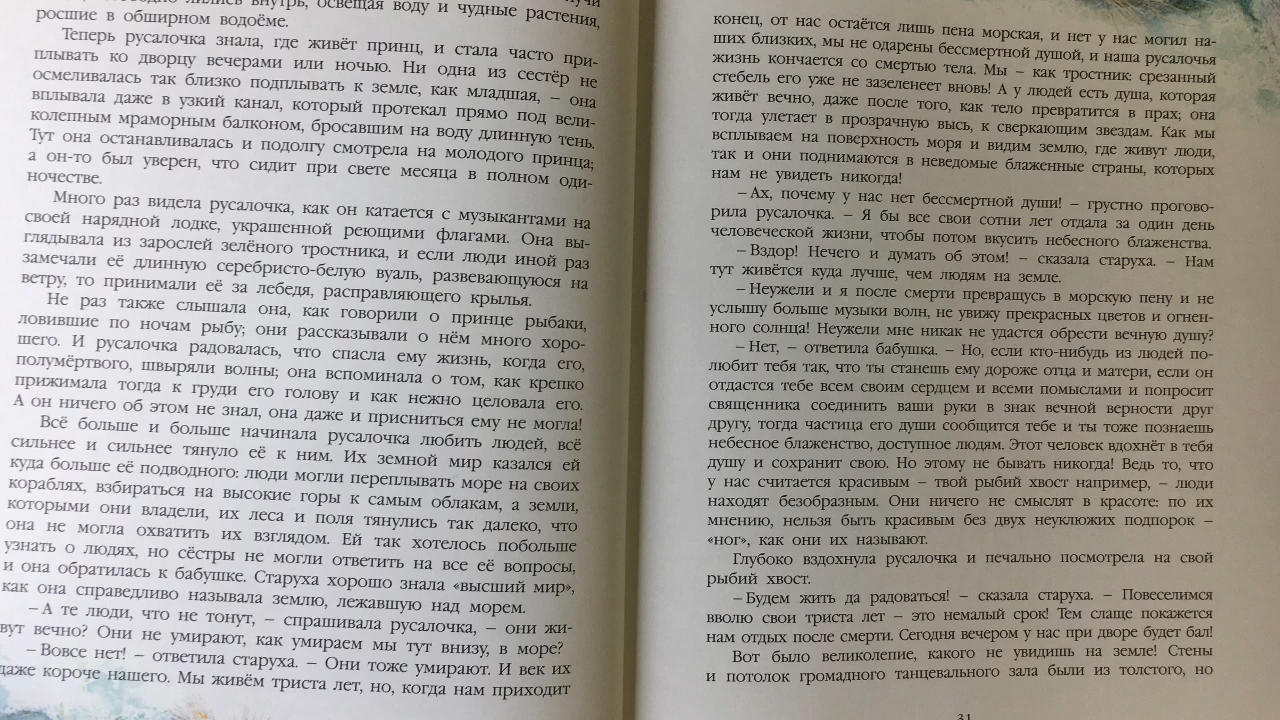 лились внутрь, освещая воду и чудные растения,
росшие в обширном водоёме.
Теперь русалочка знала, где живёт принц, и стала часто при-
плывать ко дворцу вечерами или ночью. Ни одна из сестёр не
осмеливалась так близко подплывать к земле, как младшая, – она
вплывала даже в узкий канал, который протекал прямо под вели-
колепным мраморным балконом, бросавшим на воду длинную тень.
Тут она останавливалась и подолгу смотрела на молодого принца;
а он-то был уверен, что сидит при свете месяца в полном оди-
ночестве.
Много раз видела русалочка, как он катается с музыкантами на
своей нарядной лодке, украшенной реющими флагами. Она вы-
глядывала из зарослей зелёного тростника, и если люди иной раз
замечали её длинную серебристо-белую вуаль, развевающуюся на
ветру, то принимали её за лебедя, расправляющего крылья.
Не раз также слышала она, как говорили о принце рыбаки,
ловившие по ночам рыбу; они рассказывали о нём много хоро-
шего. И русалочка радовалась, что спасла ему жизнь, когда его,
полумёртвого, швыряли волны; она вспоминала о том, как крепко
прижимала тогда к груди его голову и как нежно целовала его.
А он ничего об этом не знал, она даже и присниться ему не могла!
Всё больше и больше начинала русалочка любить людей, всё
сильнее и сильнее тянуло её к ним. Их земной мир казался ей
куда больше её подводного: люди могли переплывать море на своих
кораблях, взбираться на высокие горы к самым облакам, а земли,
которыми они владели, их леса и поля тянулись так далеко, что
она не могла охватить их взглядом. Ей так хотелось побольше
узнать о людях, но сёстры не могли ответить на все её вопросы,
и она обратилась к бабушке. Старуха хорошо знала «высший мир»,
как она справедливо называла землю, лежавшую над морем.
– А те люди, что не тонут, – спрашивала русалочка, – они жи-
вут вечно? Они не умирают, как умираем мы тут внизу, в море?
– Вовсе нет! – ответила старуха. – Они тоже умирают. И век их
даже короче нашего. Мы живём триста лет, но, когда нам приходит
конец, от нас остаётся лишь пена морская, и нет у нас могил на-
ших близких, мы не одарены бессмертной душой, и наша русалочья
жизнь кончается со смертью тела. Мы – как тростник: срезанный
стебель его уже не зазеленеет вновь! А у людей есть душа, которая
живёт вечно, даже после того, как тело превратится в прах; она
тогда улетает в прозрачную высь, к сверкающим звездам. Как мы
всплываем на поверхность моря и видим землю, где живут люди,
так и они поднимаются в неведомые блаженные страны, которых
нам не увидеть никогда!
– Ах, почему у нас нет бессмертной души! – грустно прогово-
рила русалочка. – Я бы все свои сотни лет отдала за один день
человеческой жизни, чтобы потом вкусить небесного блаженства.
– Вздор! Нечего и думать об этом! – сказала старуха. – Нам
тут живётся куда лучше, чем людям на земле.
– Неужели и я после смерти превращусь в морскую пену и не
услышу больше музыки волн, не увижу прекрасных цветов и огнен-
ного солнца! Неужели мне никак не удастся обрести вечную душу?
– Нет, – ответила бабушка. – Но, если кто-нибудь из людей по-
любит тебя так, что ты станешь ему дороже отца и матери, если он
отдастся тебе всем своим сердцем и всеми помыслами и попросит
священника соединить ваши руки в знак вечной верности друг
другу, тогда частица его души сообщится тебе и ты тоже познаешь
небесное блаженство, доступное людям. Этот человек вдохнёт в тебя
душу и сохранит свою. Но этому не бывать никогда! Ведь то, что
у нас считается красивым – твой рыбий хвост например, – люди
находят безобразным. Они ничего не смыслят в красоте: по их
мнению, нельзя быть красивым без двух неуклюжих подпорок –
«ног», как они их называют.
Глубоко вздохнула русалочка и печально посмотрела на свой
рыбий хвост.
– Будем жить да радоваться! – сказала старуха. – Повеселимся
вволю свои триста лет – это немалый срок! Тем слаще покажется
нам отдых после смерти. Сегодня вечером у нас при дворе будет бал!
Вот было великолепие, какого не увидишь на земле! Стены
и потолок громадного танцевального зала были из толстого, но
31